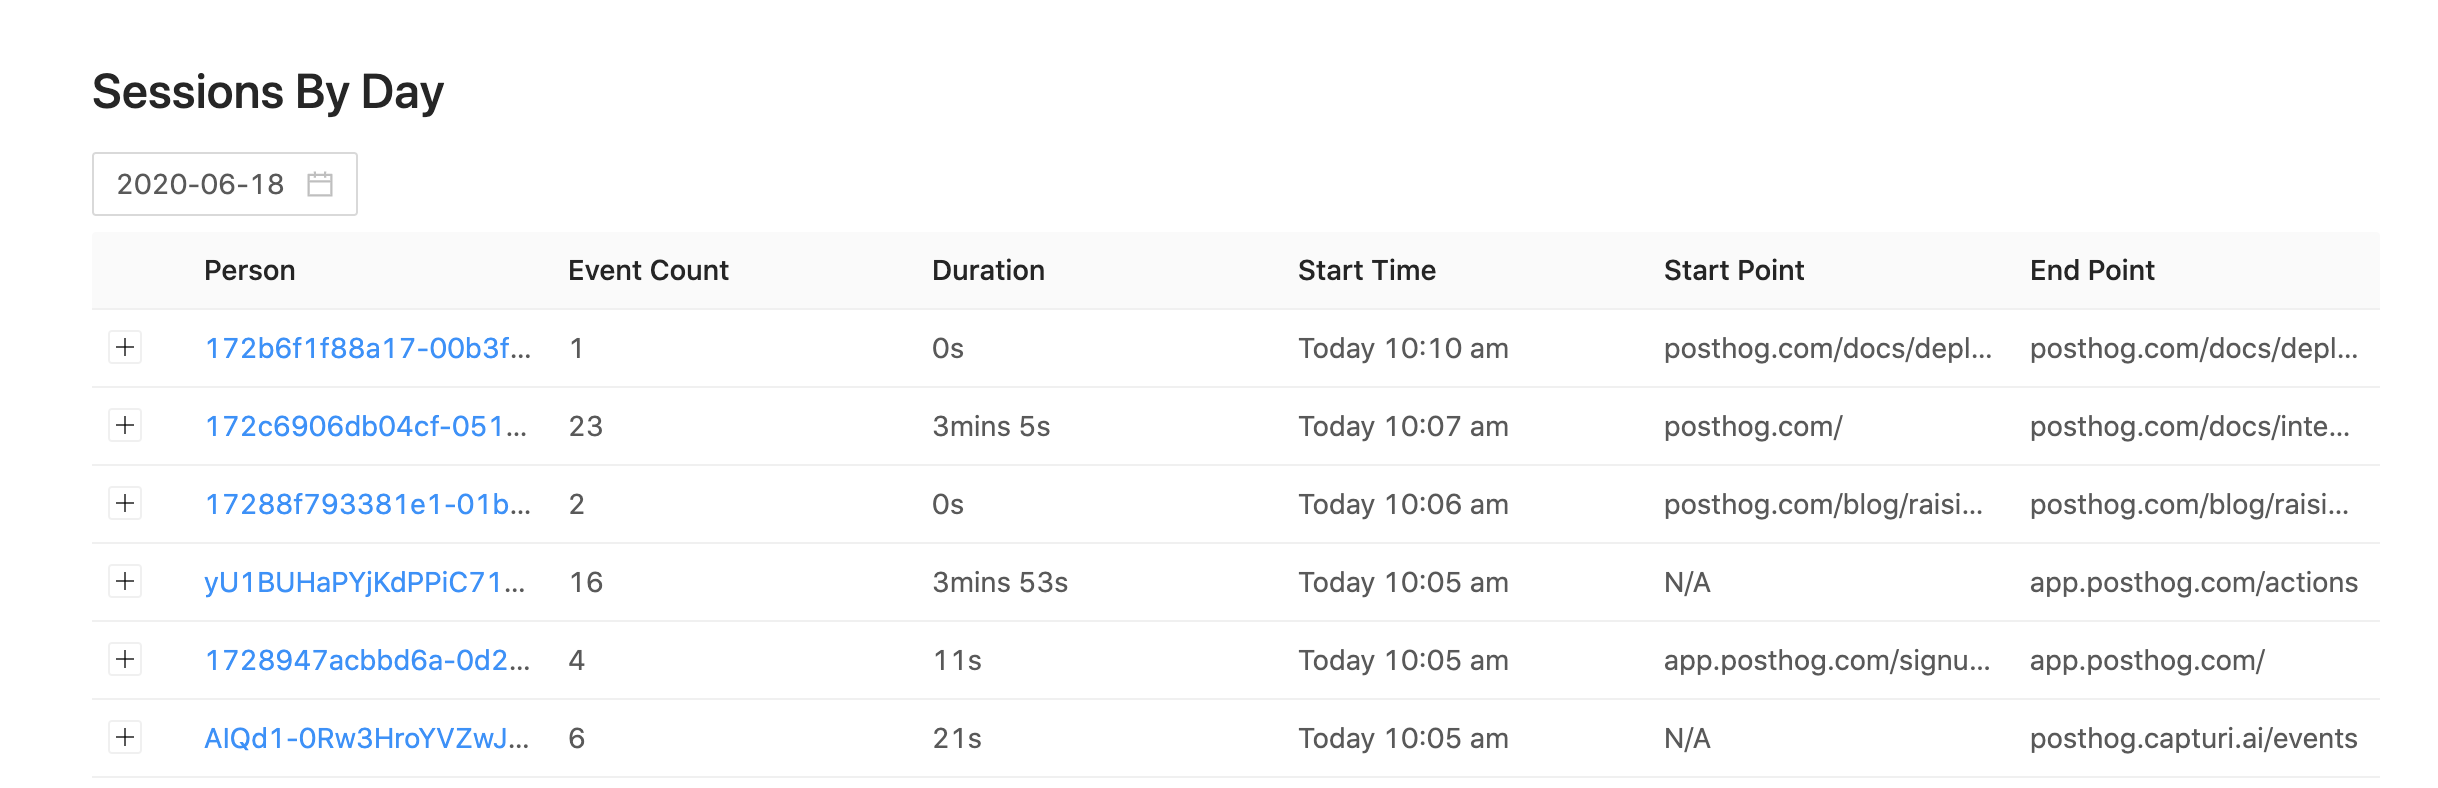 Sessions By Day
2020-06-18
Person Event Count Duration Start Time Start Point End Point
172b6f1f88a17-00b3f... 1 0s Today 10:10 am posthog.com/docs/depl... posthog.com/docs/depl...
172c6906db04cf-051... 23 3mins 5s Today 10:07 am posthog.com/ posthog.com/docs/inte...
17288f793381e1-01b... 2 0s Today 10:06 am posthog.com/blog/raisi... posthog.com/blog/raisi...
yU1BUHaPYjKdPPiC71... 16 3mins 53s Today 10:05 am N/A app.posthog.com/actions
1728947acbbd6a-0d2... 4 11s Today 10:05 am app.posthog.com/signu... app.posthog.com/
AIQd1-0Rw3HroYVZwJ... 6 21s Today 10:05 am N/A posthog.capturi.ai/events